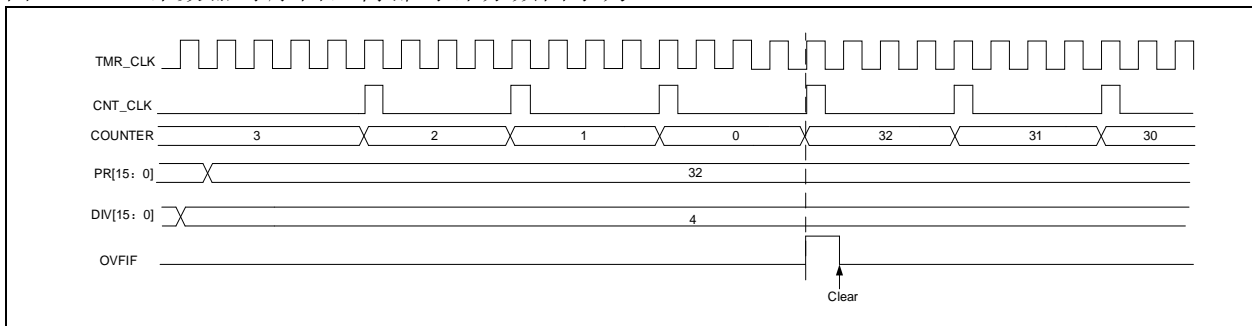 TMR_CLK
CNT_CLK
COUNTER 3 2 1 0 32 31 30
PR[15：0] 32
DIV[15：0] 4
OVFIF
Clear